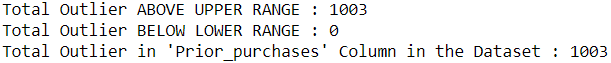 Total Outlier ABOVE UPPER RANGE : 1003
Total Outlier BELOW LOWER RANGE : 0
Total Outlier in 'Prior_purchases' Column in the Dataset : 1003